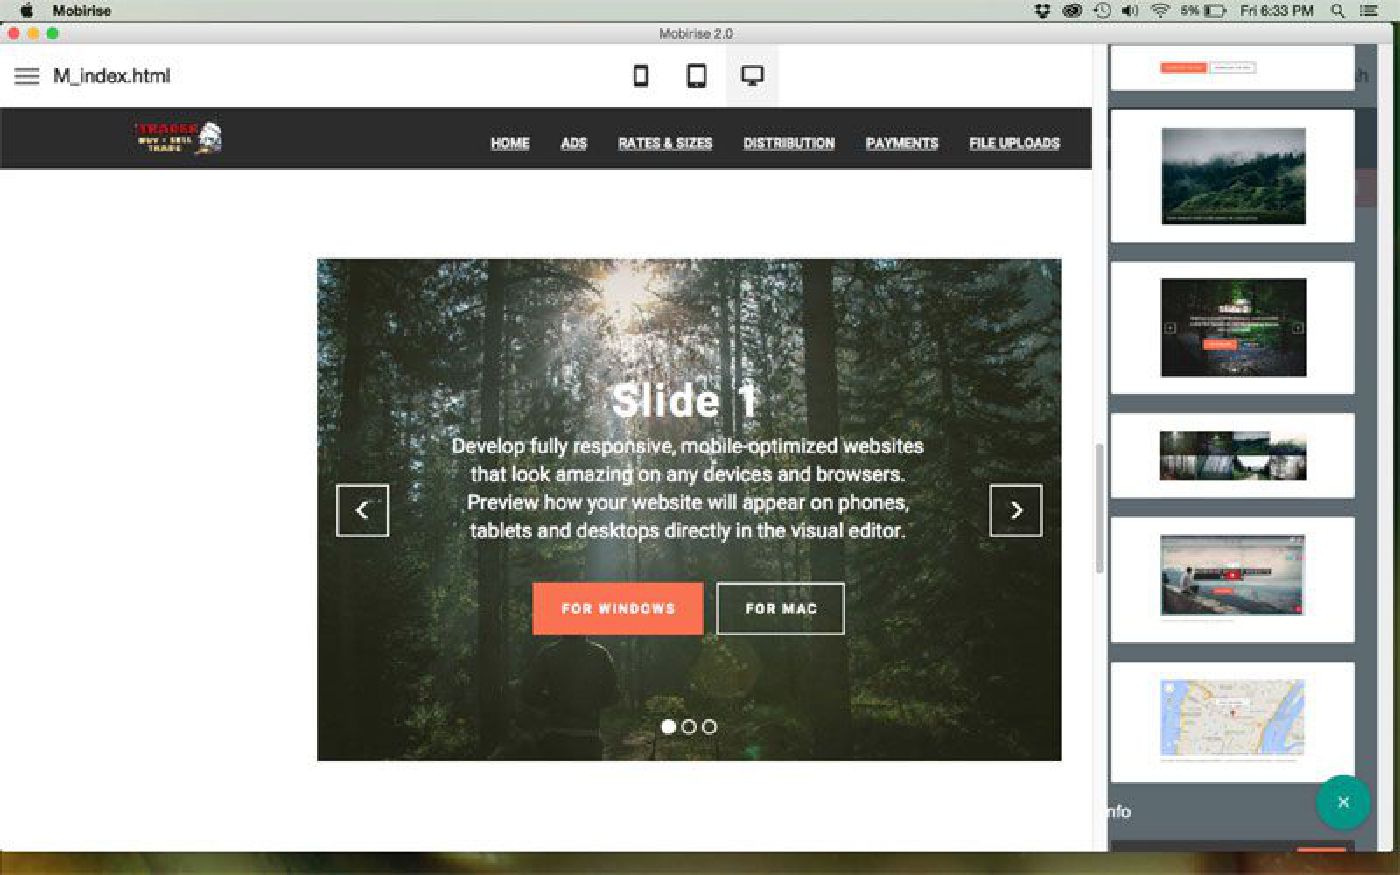 Mobirise
5%
Fri 6:33 PM
Mobirise 2.0
M_index.html
TRADER
BUY • SELL
TRADE
HOME
ADS
RATES & SIZES
DISTRIBUTION
PAYMENTS
FILE UPLOADS
Slide 1
Develop fully responsive, mobile-optimized websites
that look amazing on any devices and browsers.
Preview how your website will appear on phones,
tablets and desktops directly in the visual editor.
FOR WINDOWS
FOR MAC
sh
Slide 2
nfo